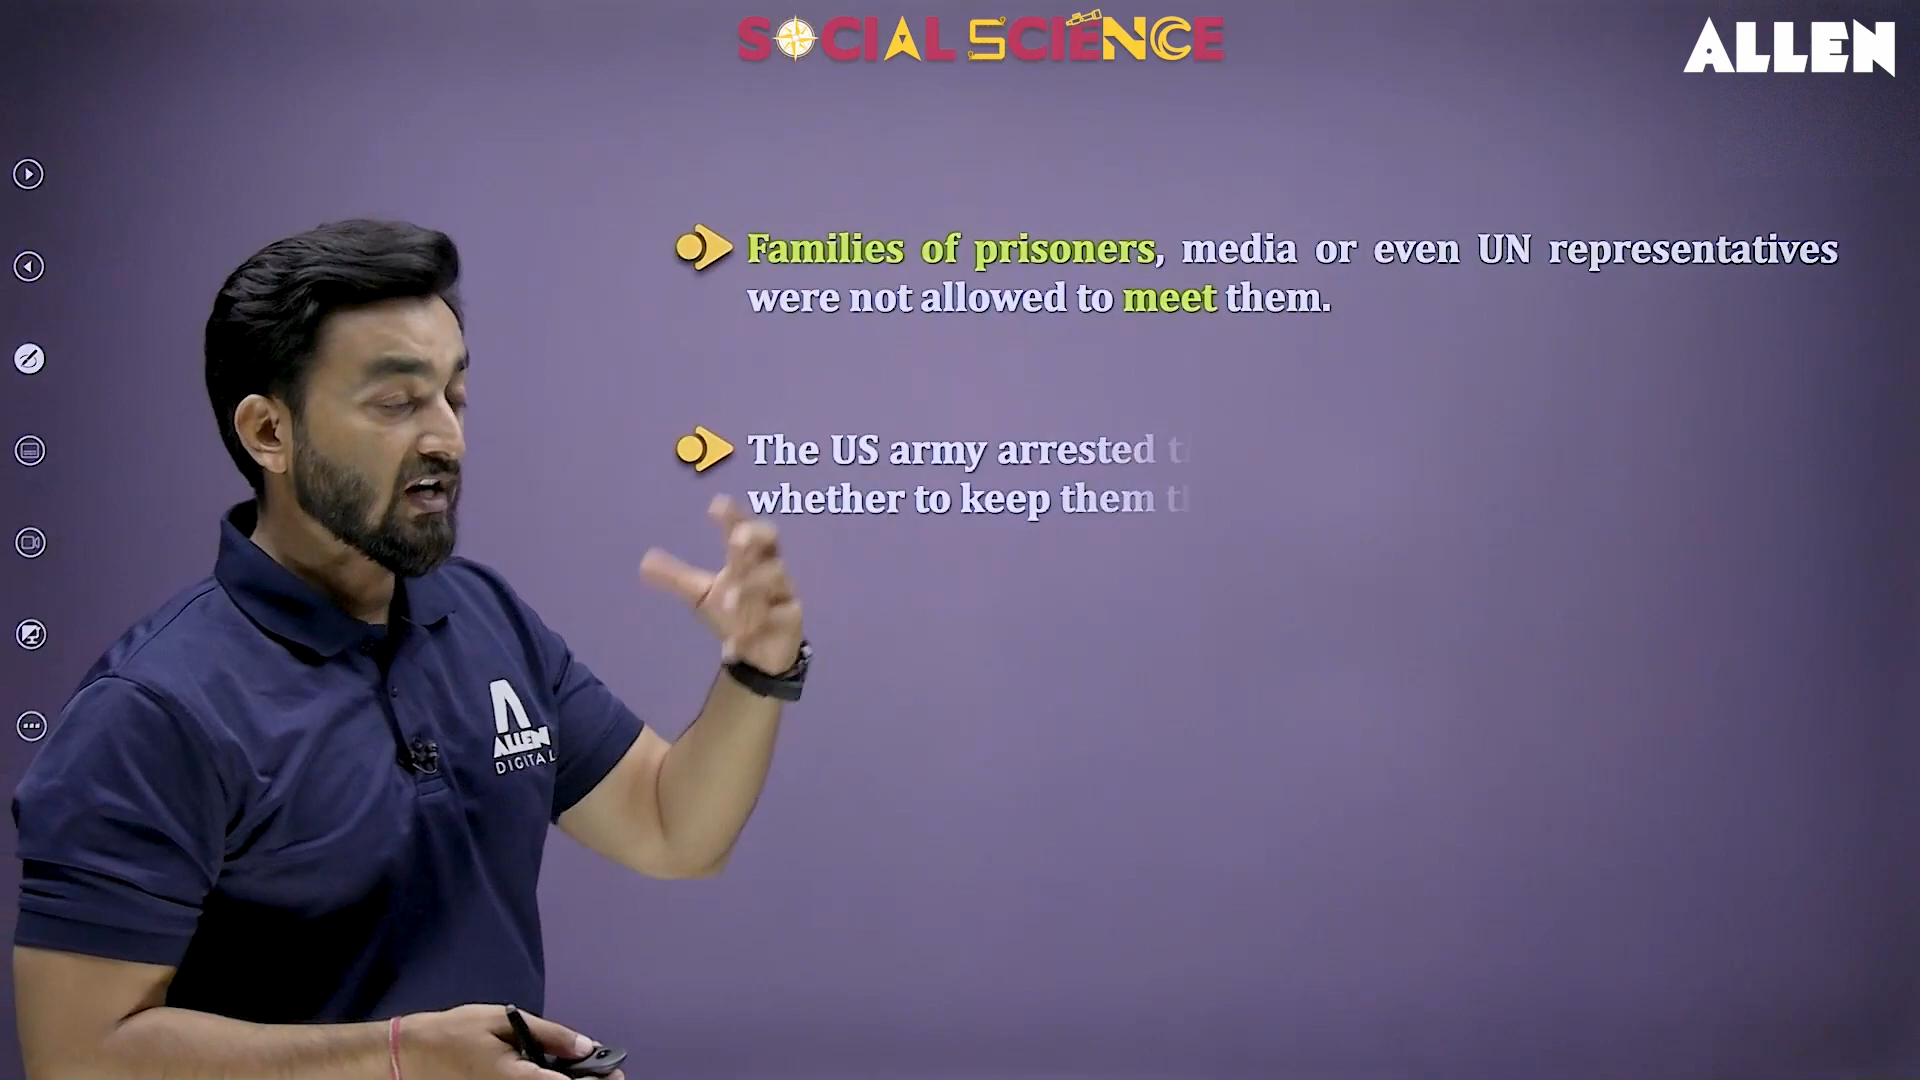 SOCIAL SCIENCE
ALLEN
Families of prisoners, media or even UN representatives
were not allowed to meet them.
The US army arrested
whether to keep them
ALLEN
DIGITAL